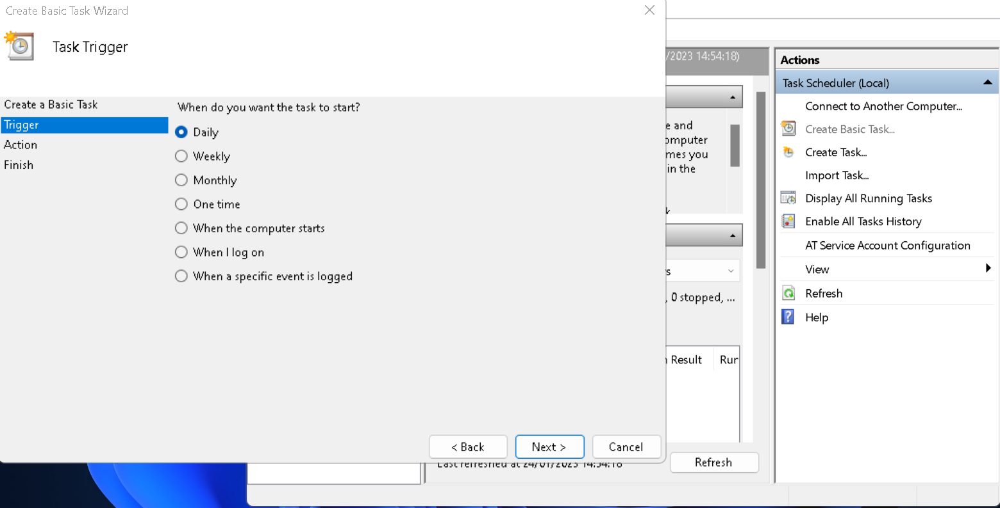 Create Basic Task Wizard
Task Trigger
Create a Basic Task
Trigger
Action
Finish
When do you want the task to start?
Daily
Weekly
Monthly
One time
When the computer starts
When I log on
When a specific event is logged
< Back
Next >
Cancel
/2023 14:54:18)
e and
omputer
mes you
in the
k
s
, 0 stopped, ...
Result
Run
Last refreshed at 24/01/2023 14:54:18
Refresh
Actions
Task Scheduler (Local)
Connect to Another Computer...
Create Basic Task...
Create Task...
Import Task...
Display All Running Tasks
Enable All Tasks History
AT Service Account Configuration
View
Refresh
Help